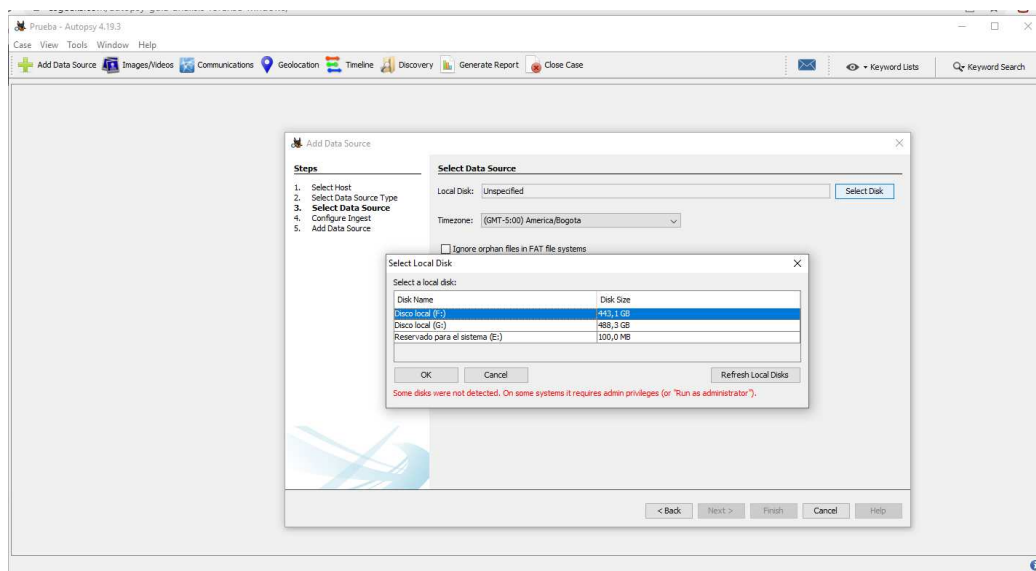 Prueba - Autopsy 4.19.3
Case View Tools Window Help
Add Data Source Images/Videos Communications Geolocation Timeline Discovery Generate Report Close Case Keyword Lists Keyword Search
Add Data Source
Steps
1. Select Host
2. Select Data Source Type
3. Select Data Source
4. Configure Ingest
5. Add Data Source
Select Data Source
Local Disk: Unspecified Select Disk
Timezone: (GMT-5:00) America/Bogota
Ignore orphan files in FAT file systems
Select Local Disk
Select a local disk:
Disk Name Disk Size
Disco local (F:) 443,1 GB
Disco local (G:) 488,3 GB
Reservado para el sistema (E:) 100,0 MB
OK Cancel Refresh Local Disks
Some disks were not detected. On some systems it requires admin privileges (or "Run as administrator").
< Back Next > Finish Cancel Help